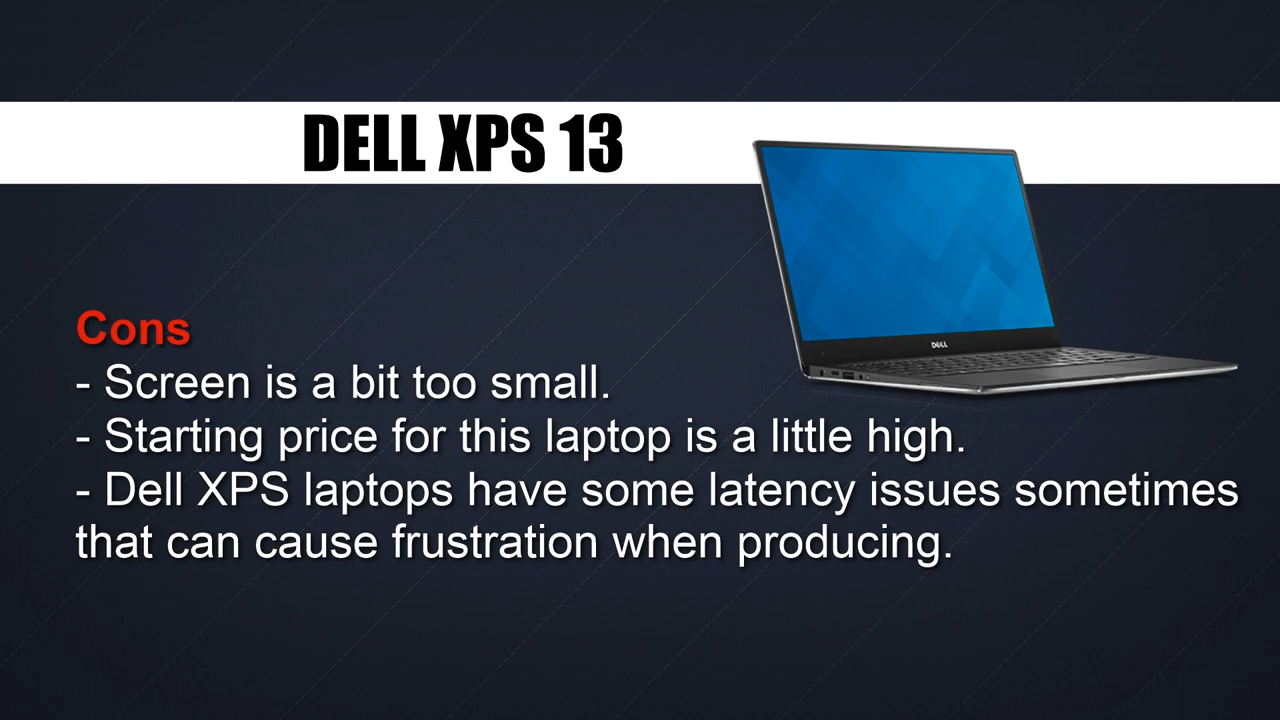 DELL XPS 13
DELL
Cons
- Screen is a bit too small.
- Starting price for this laptop is a little high.
- Dell XPS laptops have some latency issues sometimes
that can cause frustration when producing.